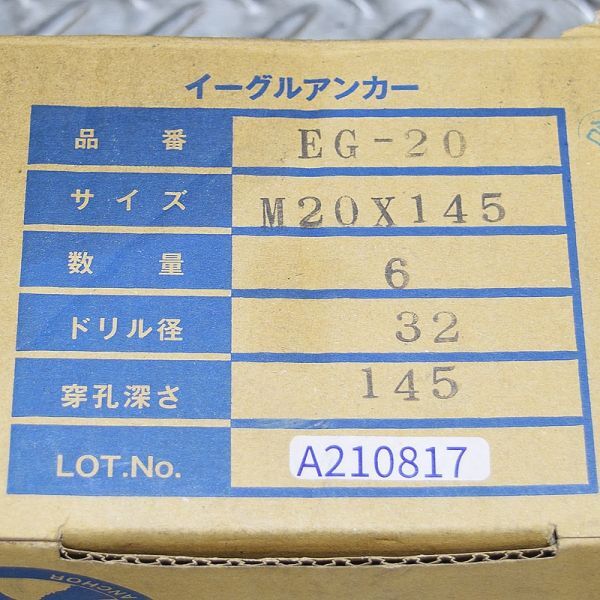 イーグルアンカー
品番 EG-20
サイズ M20X145
数量 6
ドリル径 32
穿孔深さ 145
LOT.No. A210817
ANCHOR